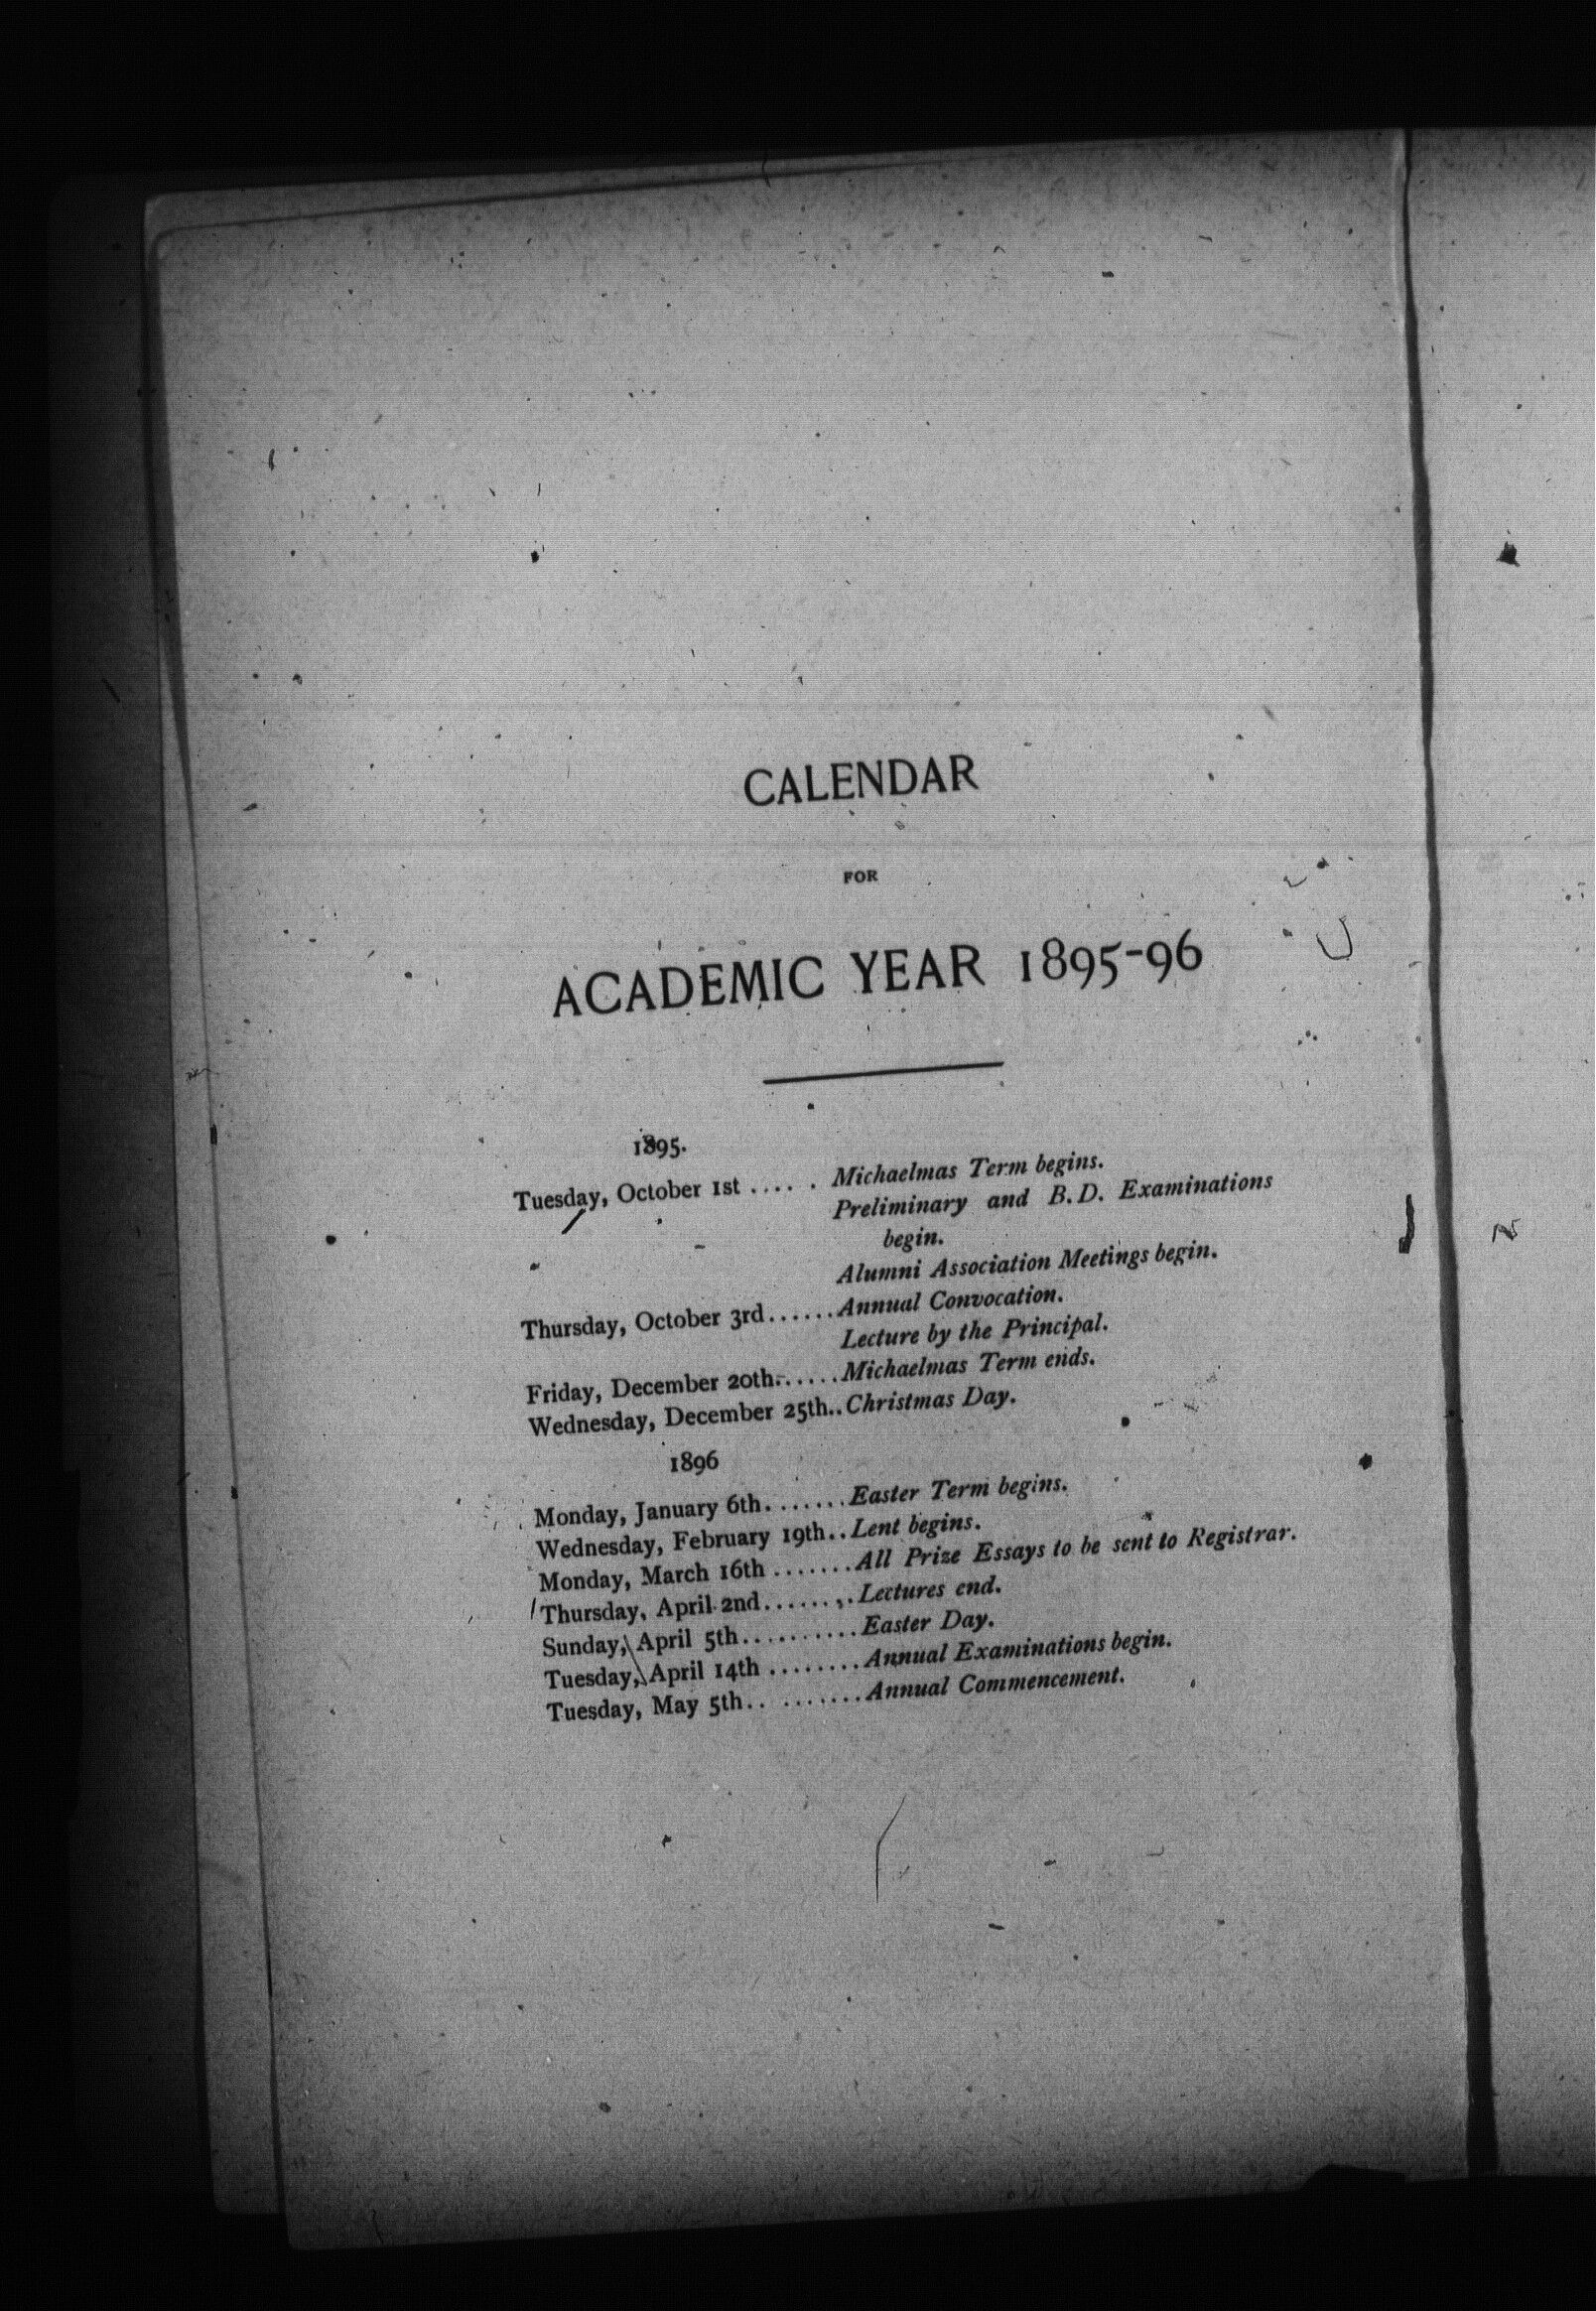 CALENDAR
FOR
ACADEMIC YEAR 1895-96
1895.
Tuesday, October 1st ..... . Michaelmas Term begins.
Preliminary and B.D. Examinations
begin.
Alumni Association Meetings begin.
Thursday, October 3rd...... Annual Convocation.
Lecture by the Principal.
Friday, December 20th...... Michaelmas Term ends.
Wednesday, December 25th.. Christmas Day.
1896
Monday, January 6th....... Easter Term begins.
Wednesday, February 19th.. Lent begins.
Monday, March 16th ....... All Prize Essays to be sent to Registrar.
Thursday, April 2nd........ Lectures end.
Sunday, April 5th........... Easter Day.
Tuesday, April 14th ........ Annual Examinations begin.
Tuesday, May 5th.. ........ Annual Commencement.